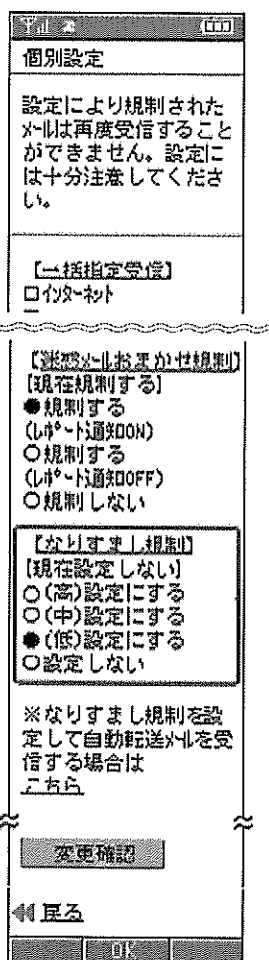 個別設定
設定により規制された
ﾒｰﾙは再度受信すること
ができません。設定に
は十分注意してくださ
い。
【一括指定受信】
□インターネット
【迷惑ﾒｰﾙおまかせ規制】
[現在規制する]
●規制する
(ﾚﾎﾟｰﾄ通知ON)
○規制する
(ﾚﾎﾟｰﾄ通知OFF)
○規制しない
【なりすまし規制】
[現在設定しない]
○(高)設定にする
○(中)設定にする
●(低)設定にする
○設定しない
※なりすまし規制を設
定して自動転送ﾒｰﾙを受
信する場合は
こちら
変更確認
戻る
OK